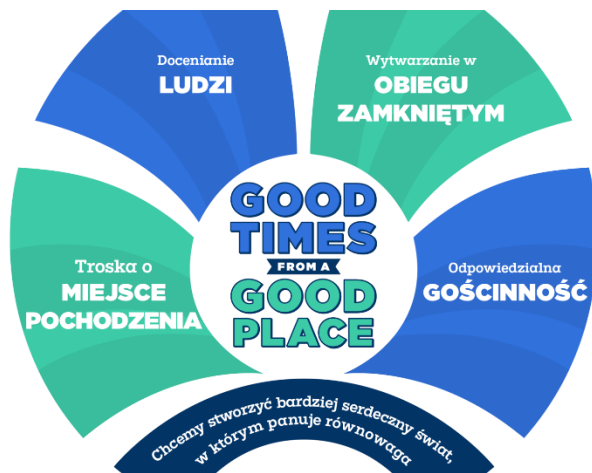 Docenianie
LUDZI
Wytwarzanie w
OBIEGU
ZAMKNIĘTYM
Troska o
MIEJSCE
POCHODZENIA
GOOD
TIMES
FROM A
GOOD
PLACE
Odpowiedzialna
GOŚCINNOŚĆ
Chcemy stworzyć bardziej serdeczny świat,
w którym panuje równowaga